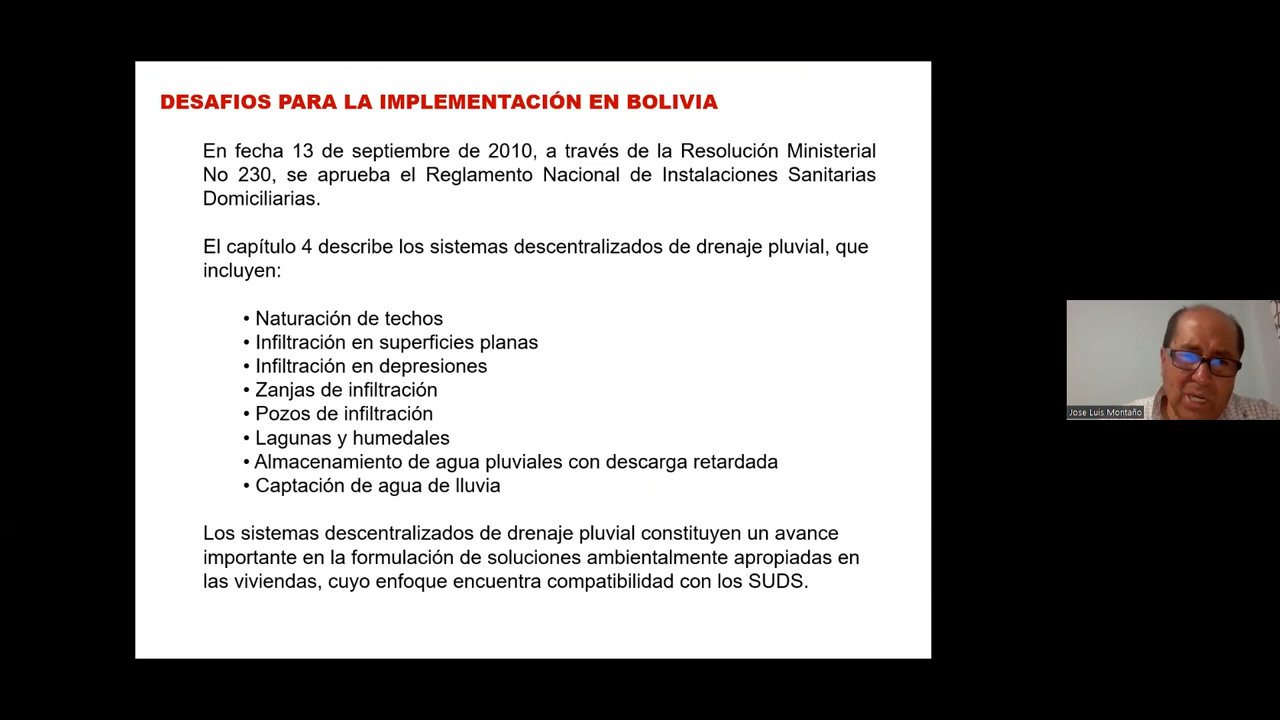 DESAFIOS PARA LA IMPLEMENTACIÓN EN BOLIVIA
En fecha 13 de septiembre de 2010, a través de la Resolución Ministerial
No 230, se aprueba el Reglamento Nacional de Instalaciones Sanitarias
Domiciliarias.
El capítulo 4 describe los sistemas descentralizados de drenaje pluvial, que
incluyen:
• Naturación de techos
• Infiltración en superficies planas
• Infiltración en depresiones
• Zanjas de infiltración
• Pozos de infiltración
• Lagunas y humedales
• Almacenamiento de agua pluviales con descarga retardada
• Captación de agua de lluvia
Los sistemas descentralizados de drenaje pluvial constituyen un avance
importante en la formulación de soluciones ambientalmente apropiadas en
las viviendas, cuyo enfoque encuentra compatibilidad con los SUDS.
Jose Luis Montaño